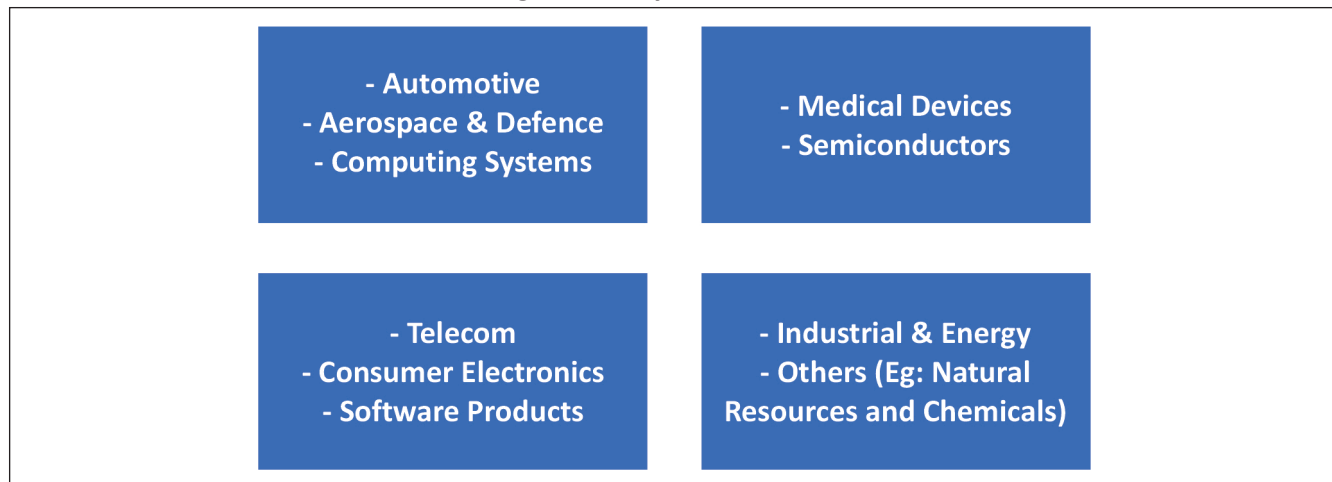 - Automotive
- Aerospace & Defence
- Computing Systems
- Medical Devices
- Semiconductors
- Telecom
- Consumer Electronics
- Software Products
- Industrial & Energy
- Others (Eg: Natural
Resources and Chemicals)